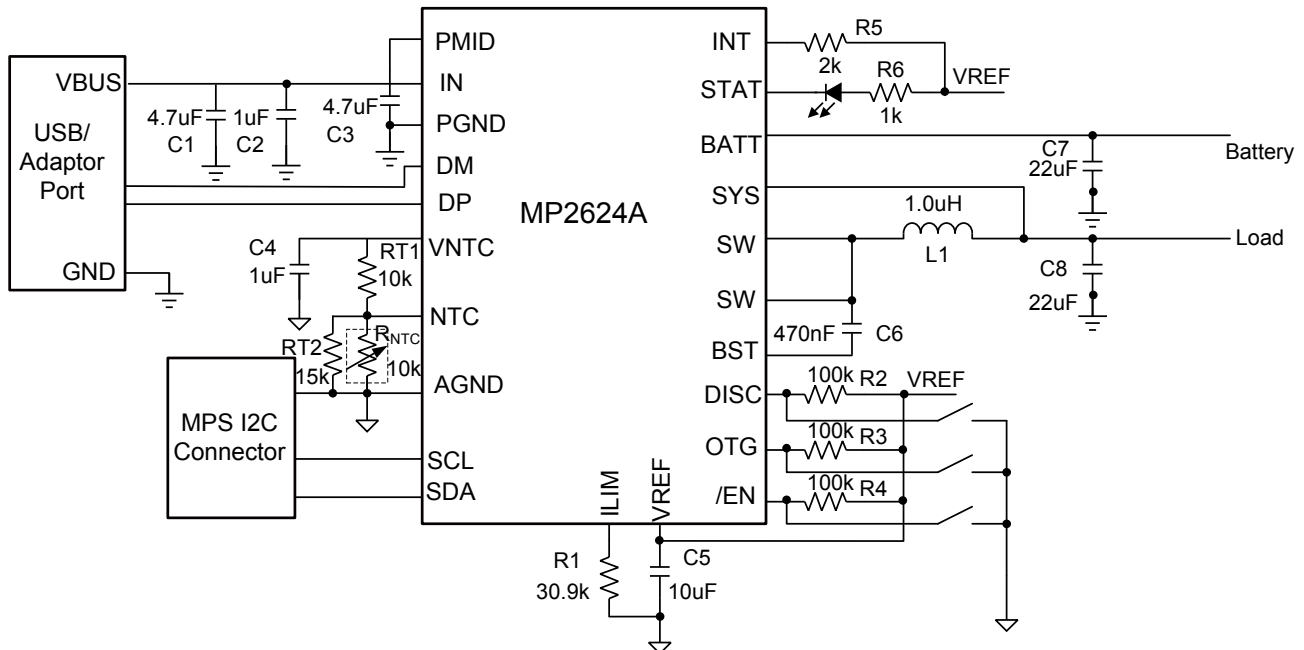 PMID
INT
R5
VBUS
IN
2k
R6
VREF
USB/
Adaptor
Port
4.7uF
C1
1uF
C2
4.7uF
C3
PGND
STAT
1k
DM
BATT
C7
22uF
Battery
DP
MP2624A
SYS
1.0uH
C4
1uF
VNTC
RT1
10k
SW
L1
Load
GND
C8
22uF
NTC
SW
RT2
15k
RNTC
10k
470nF
C6
BST
AGND
DISC
100k
R2
VREF
MPS I2C
Connector
OTG
100k
R3
SCL
SDA
/EN
100k
R4
ILIM
VREF
R1
30.9k
C5
10uF